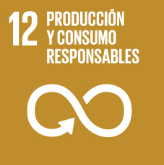 12 PRODUCCIÓN
Y CONSUMO
RESPONSABLES